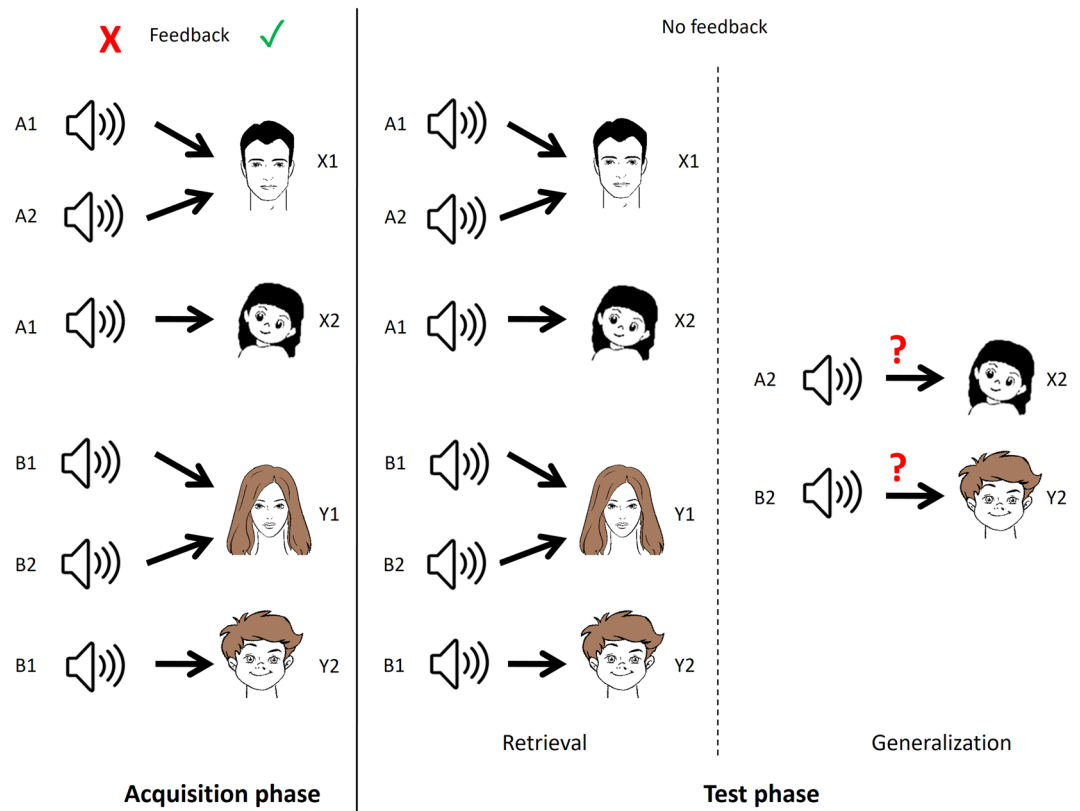 X Feedback ✓
No feedback
A1
X1
A2
A1
X2
B1
Y1
B2
B1
Y2
A1
X1
A2
A1
X2
B1
Y1
B2
B1
Y2
?
A2
X2
?
B2
Y2
Retrieval
Generalization
Acquisition phase
Test phase